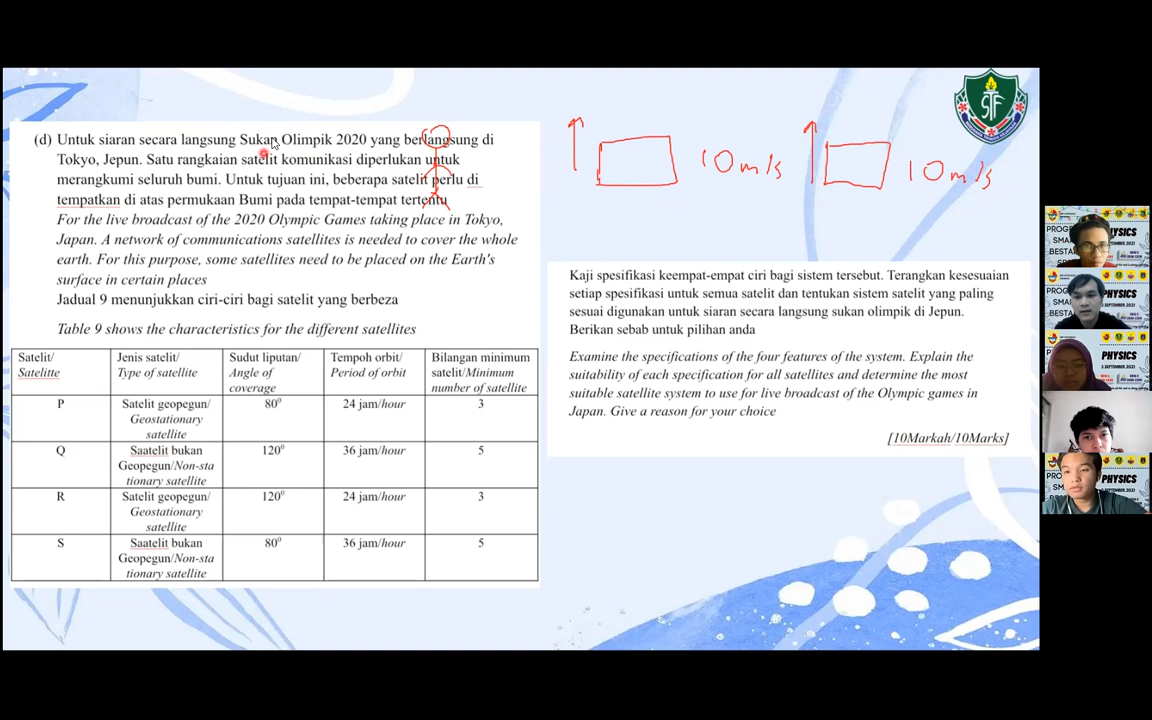 (d) Untuk siaran secara langsung Sukan Olimpik 2020 yang berlangsung di
Tokyo, Jepun. Satu rangkaian satelit komunikasi diperlukan untuk
merangkumi seluruh bumi. Untuk tujuan ini, beberapa satelit perlu di
tempatkan di atas permukaan Bumi pada tempat-tempat tertentu
For the live broadcast of the 2020 Olympic Games taking place in Tokyo,
Japan. A network of communications satellites is needed to cover the whole
earth. For this purpose, some satellites need to be placed on the Earth's
surface in certain places
Jadual 9 menunjukkan ciri-ciri bagi satelit yang berbeza
Table 9 shows the characteristics for the different satellites
Satelit/ Jenis satelit/ Sudut liputan/ Tempoh orbit/ Bilangan minimum
Satelitte Type of satellite Angle of Period of orbit satelit/Minimum
coverage number of satellite
P Satelit geopegun/ 80⁰ 24 jam/hour 3
Geostationary
satellite
Q Saatelit bukan 120⁰ 36 jam/hour 5
Geopegun/Non-sta
tionary satellite
R Satelit geopegun/ 120⁰ 24 jam/hour 3
Geostationary
satellite
S Saatelit bukan 80⁰ 36 jam/hour 5
Geopegun/Non-sta
tionary satellite
10 m/s 10 m/s
Kaji spesifikasi keempat-empat ciri bagi sistem tersebut. Terangkan kesesuaian
setiap spesifikasi untuk semua satelit dan tentukan sistem satelit yang paling
sesuai digunakan untuk siaran secara langsung sukan olimpik di Jepun.
Berikan sebab untuk pilihan anda
Examine the specifications of the four features of the system. Explain the
suitability of each specification for all satellites and determine the most
suitable satellite system to use for live broadcast of the Olympic games in
Japan. Give a reason for your choice
[10Markah/10Marks]
STF
PHYSICS
PHYSICS
PHYSICS
PHYSICS